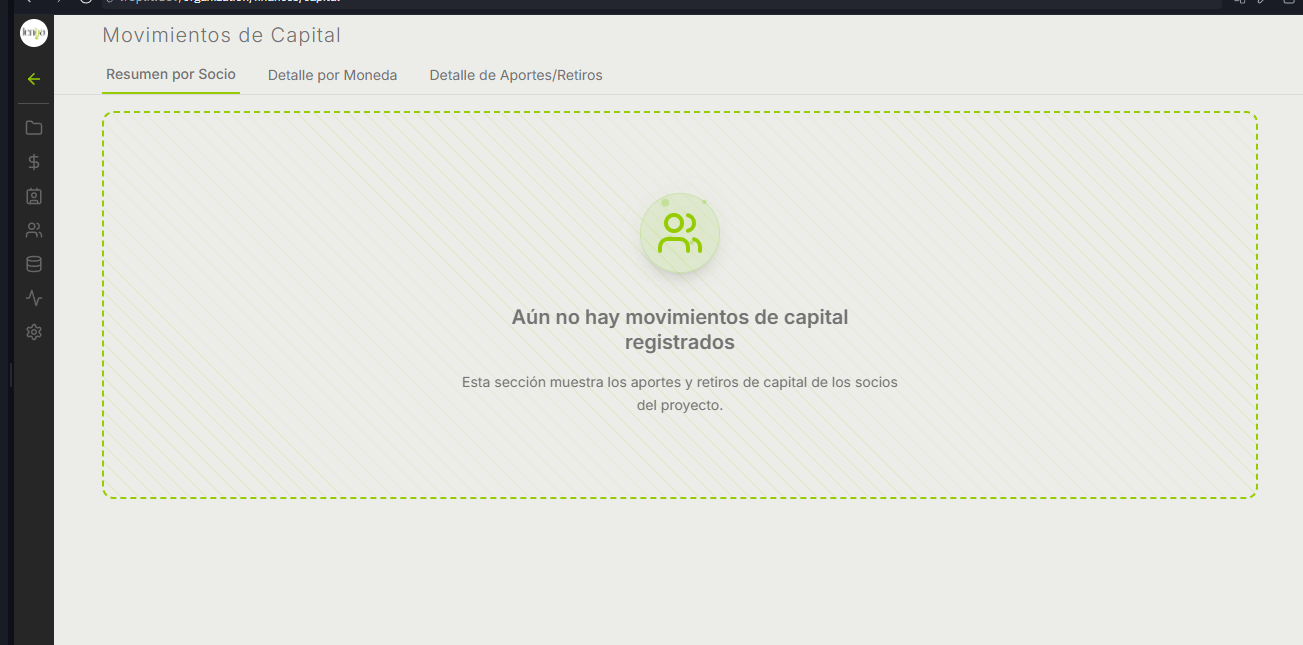 Movimientos de Capital
Resumen por Socio
Detalle por Moneda
Detalle de Aportes/Retiros
Aún no hay movimientos de capital
registrados
Esta sección muestra los aportes y retiros de capital de los socios
del proyecto.